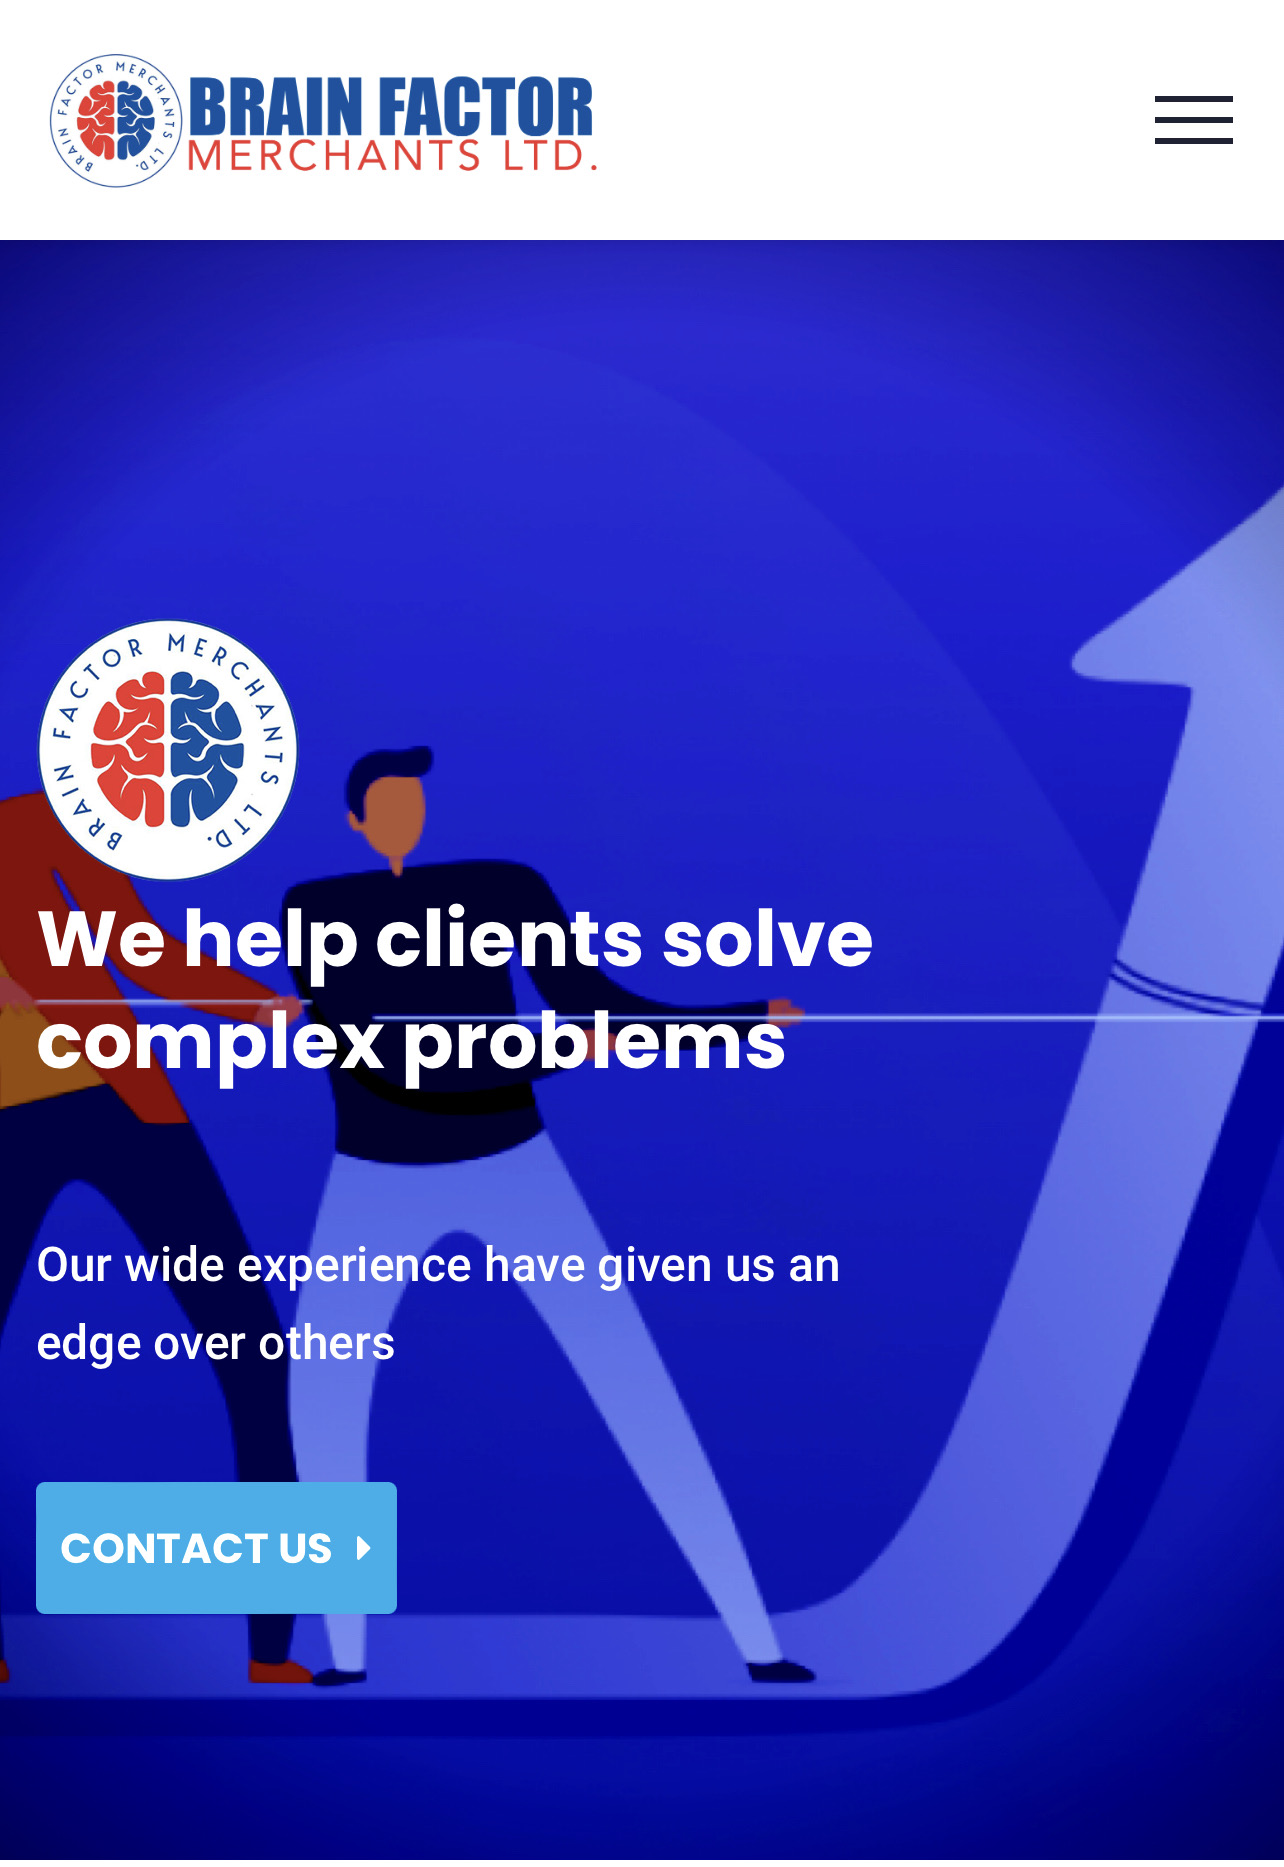 BRAIN FACTOR MERCHANTS LTD.
BRAIN FACTOR
MERCHANTS LTD.
BRAIN FACTOR MERCHANTS LTD.
We help clients solve
complex problems
Our wide experience have given us an
edge over others
CONTACT US